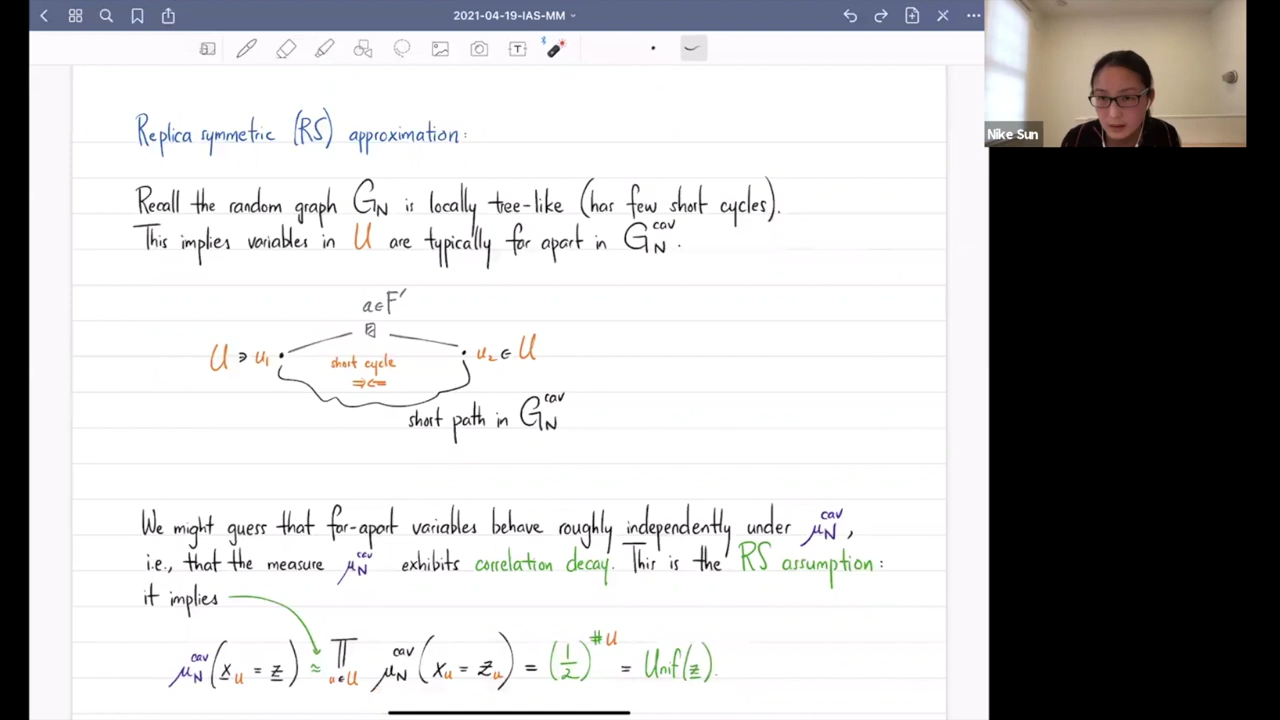 2021-04-19-IAS-MM
Nike Sun
Replica symmetric (RS) approximation:
Recall the random graph G_N is locally tree-like (has few short cycles).
This implies variables in U are typically far apart in G_N^cav.
a∈F′
U ∋ u₁
short cycle
⇒⇐
u₂ ∈ U
short path in G_N^cav
We might guess that far-apart variables behave roughly independently under μ_N^cav,
i.e., that the measure μ_N^cav exhibits correlation decay. This is the RS assumption:
it implies
μ_N^cav(x_U = z) ≈ ∏_{u∈U} μ_N^cav(x_u = z_u) = (1/2)^{#U} = Unif(z).